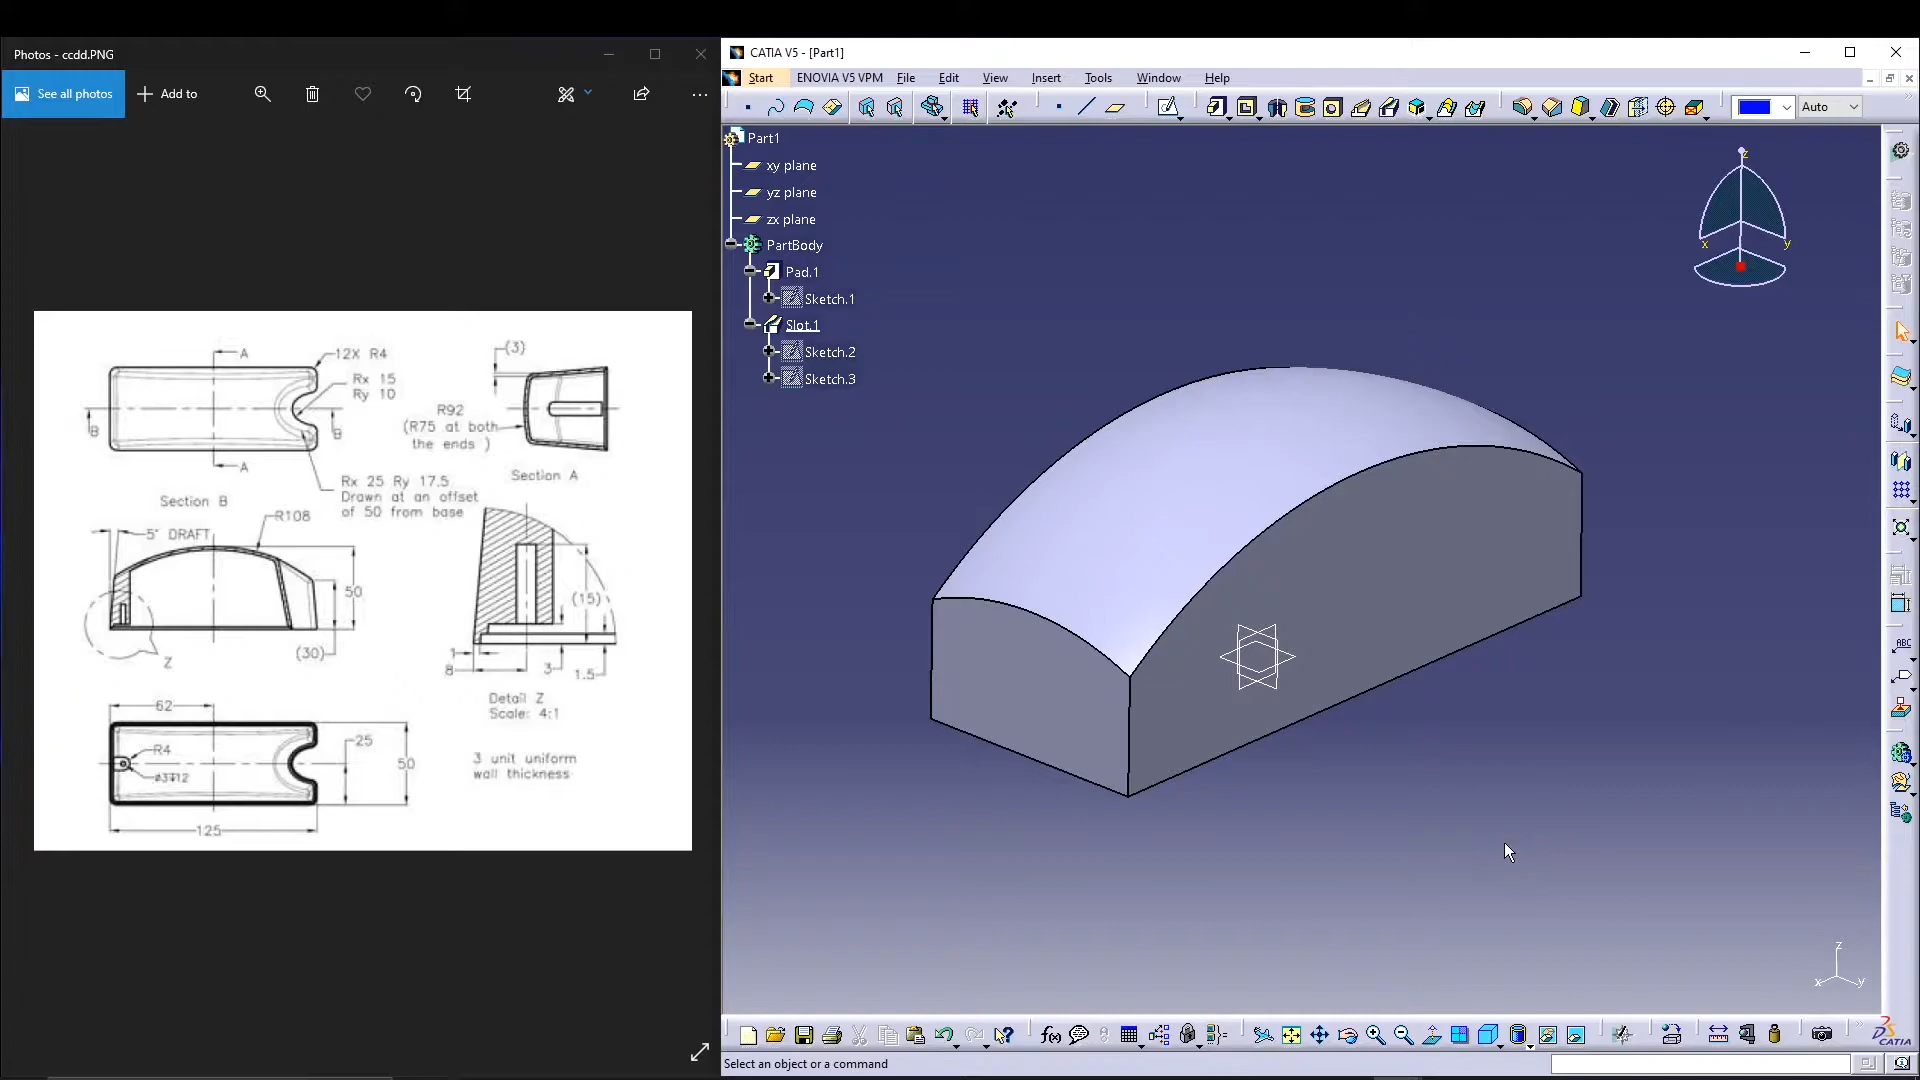 Photos - ccdd.PNG
See all photos
Add to
A
12X R4
Rx 15
Ry 10
B
B
A
Rx 25 Ry 17.5
Drawn at an offset
of 50 from base
(3)
R92
(R75 at both
the ends )
Section A
Section B
5° DRAFT
R108
50
(30)
Z
(15)
1
8
3
1.5
Detail Z
Scale: 4:1
62
R4
ø3↧12
25
50
125
3 unit uniform
wall thickness
CATIA V5 - [Part1]
Start ENOVIA V5 VPM File Edit View Insert Tools Window Help
Auto
Part1
xy plane
yz plane
zx plane
PartBody
Pad.1
Sketch.1
Slot.1
Sketch.2
Sketch.3
z
x
y
z
x
y
ABC
f(x)
CATIA
Select an object or a command